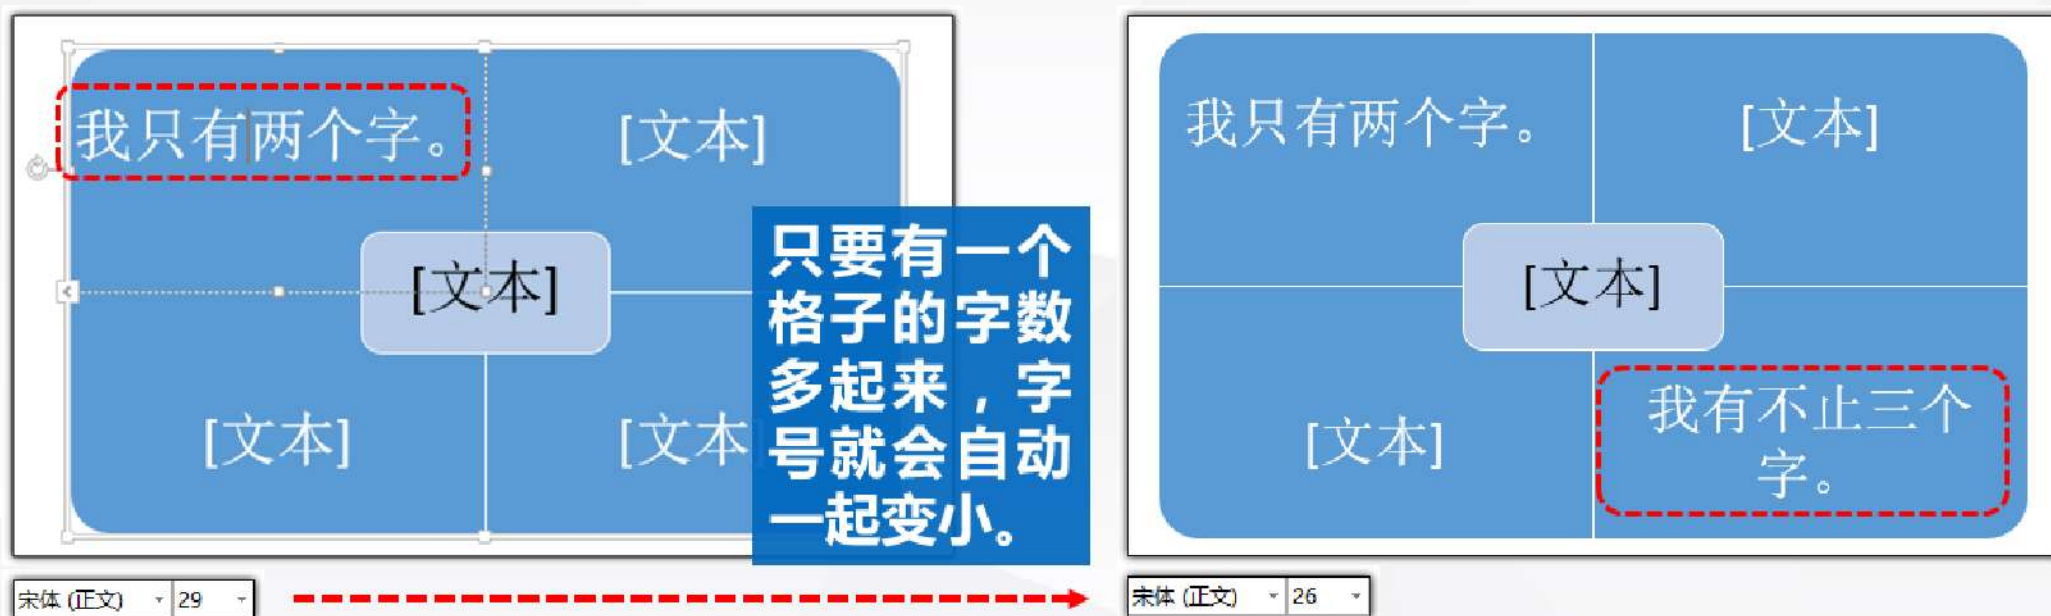 我只有两个字。
[文本]
[文本]
[文本]
[文本
只要有一个
格子的字数
多起来，字
号就会自动
一起变小。
我只有两个字。
[文本]
[文本]
[文本]
我有不止三个
字。
宋体 (正文) 29
宋体 (正文) 26